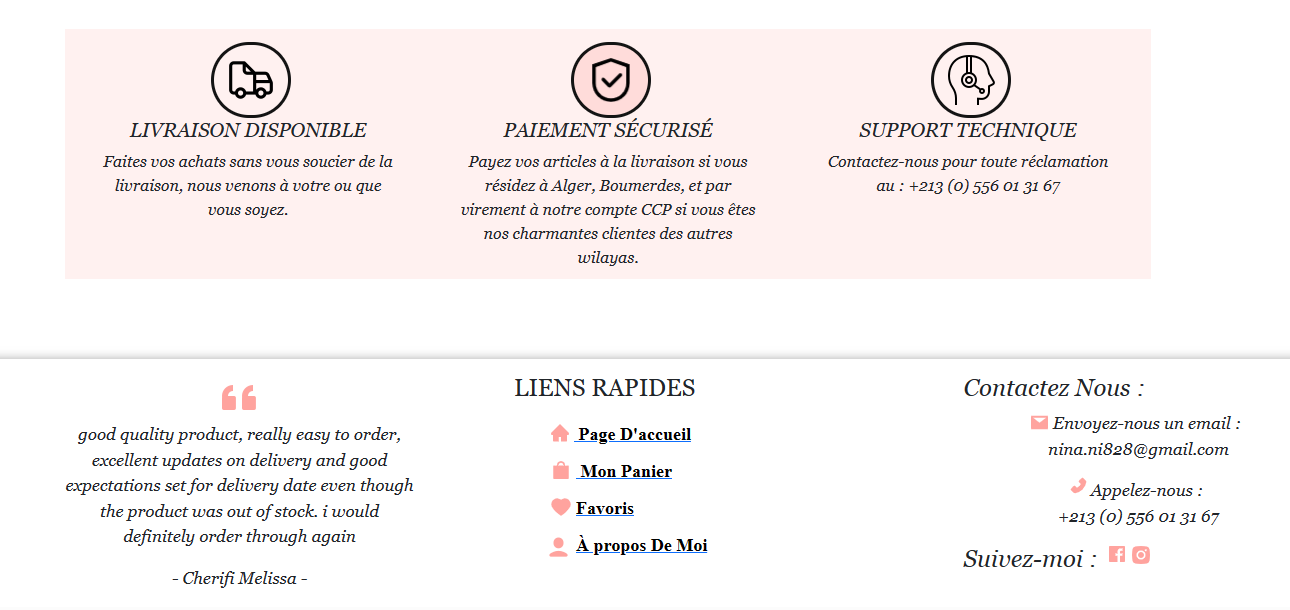 LIVRAISON DISPONIBLE
Faites vos achats sans vous soucier de la
livraison, nous venons à votre ou que
vous soyez.
PAIEMENT SÉCURISÉ
Payez vos articles à la livraison si vous
résidez à Alger, Boumerdes, et par
virement à notre compte CCP si vous êtes
nos charmantes clientes des autres
wilayas.
SUPPORT TECHNIQUE
Contactez-nous pour toute réclamation
au : +213 (0) 556 01 31 67
good quality product, really easy to order,
excellent updates on delivery and good
expectations set for delivery date even though
the product was out of stock. i would
definitely order through again
- Cherifi Melissa -
LIENS RAPIDES
Page D'accueil
Mon Panier
Favoris
À propos De Moi
Contactez Nous :
Envoyez-nous un email :
nina.ni828@gmail.com
Appelez-nous :
+213 (0) 556 01 31 67
Suivez-moi :